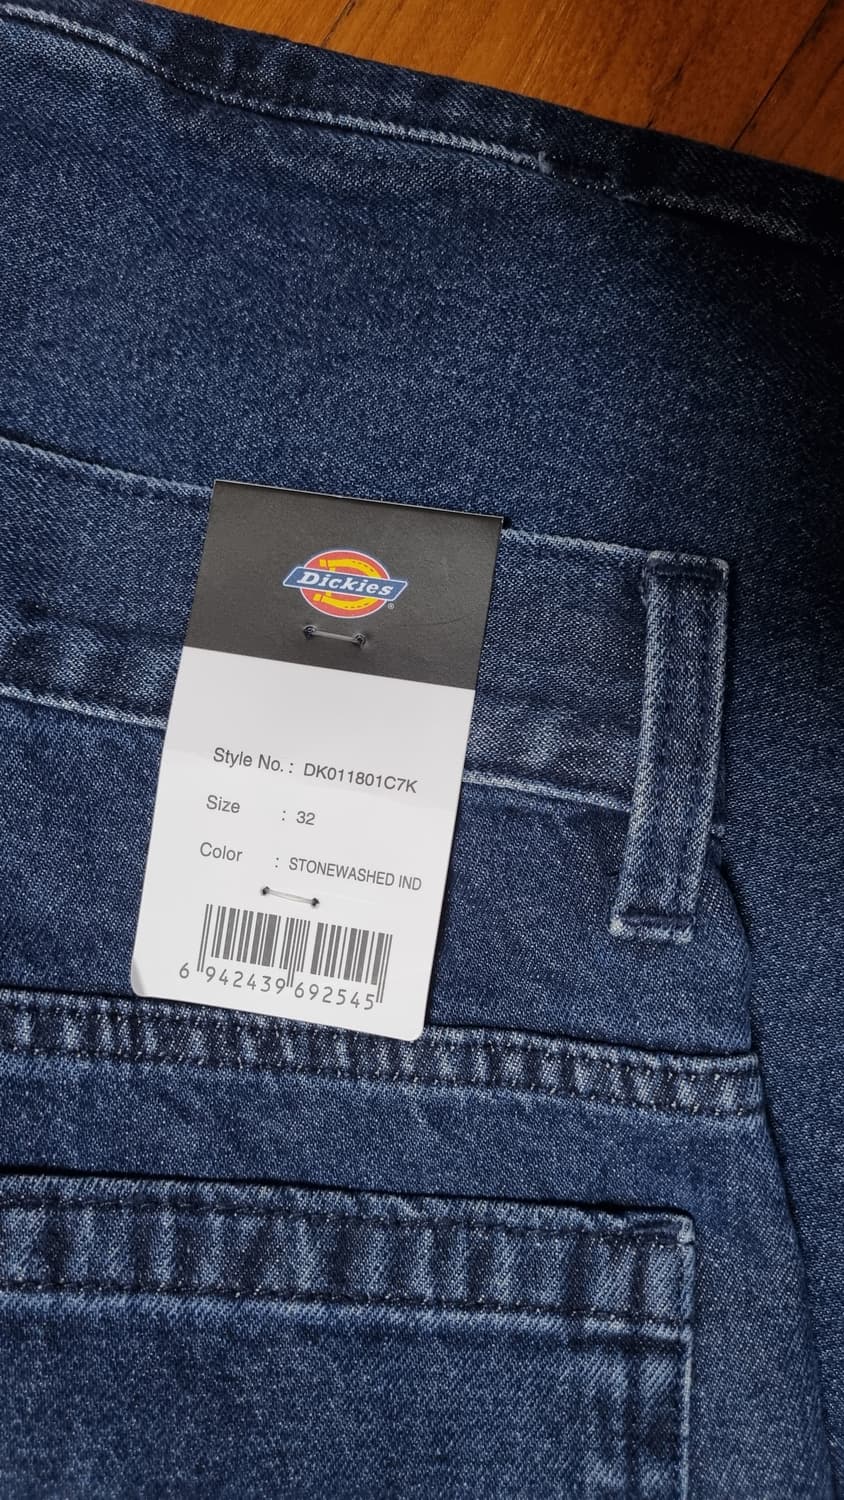 Dickies®
Style No. : DK011801C7K
Size : 32
Color : STONEWASHED IND
6 942439 692545